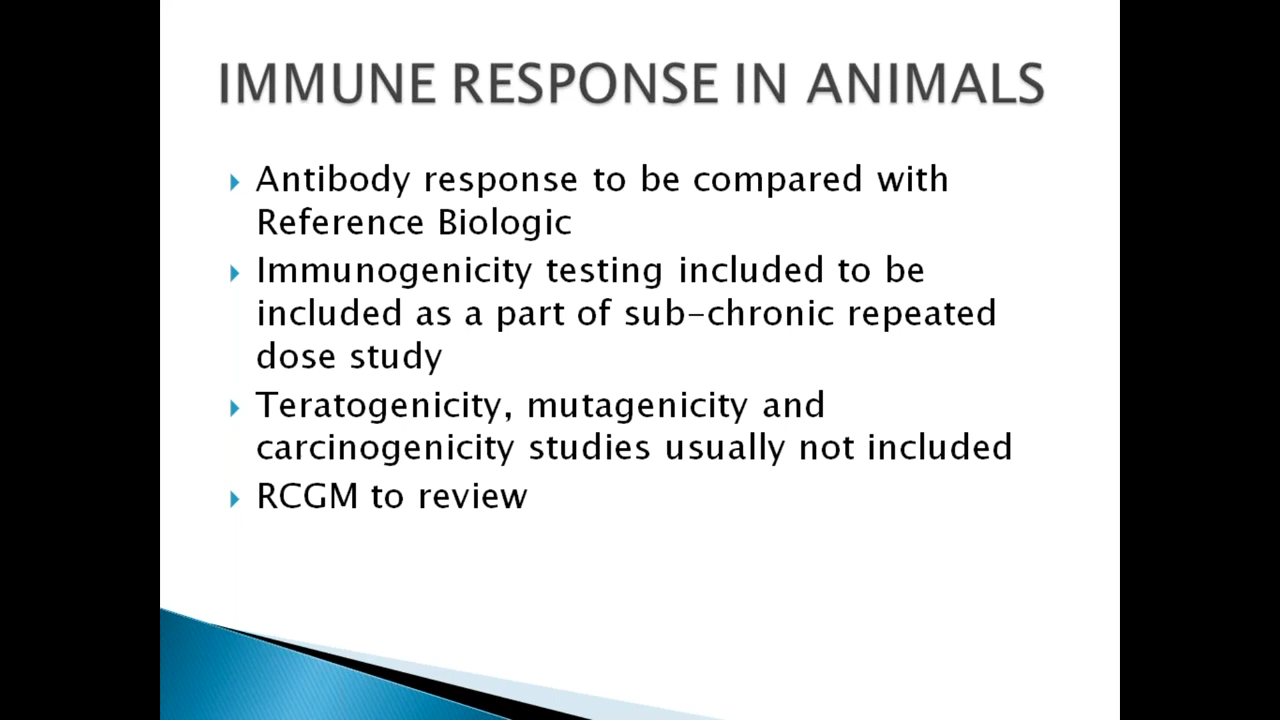 IMMUNE RESPONSE IN ANIMALS
Antibody response to be compared with
Reference Biologic
Immunogenicity testing included to be
included as a part of sub-chronic repeated
dose study
Teratogenicity, mutagenicity and
carcinogenicity studies usually not included
RCGM to review